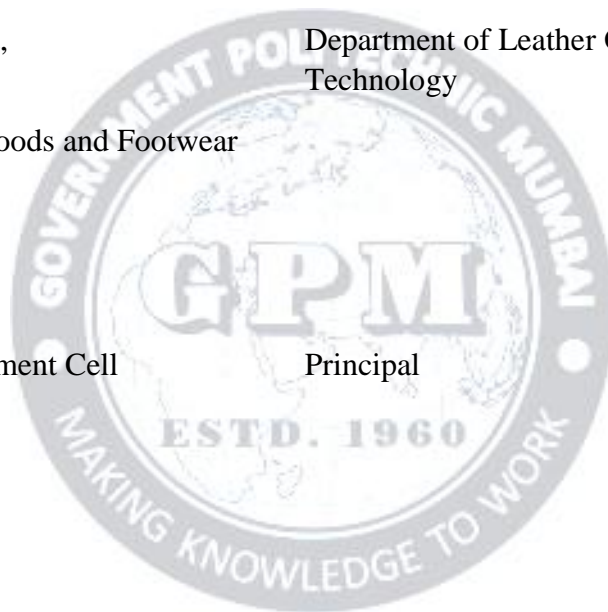 ,
Department of Leather
Technology
oods and Footwear
ment Cell
Principal
GOVERNMENT POLYTECHNIC MUMBAI
GPM
ESTD. 1960
MAKING KNOWLEDGE TO WORK